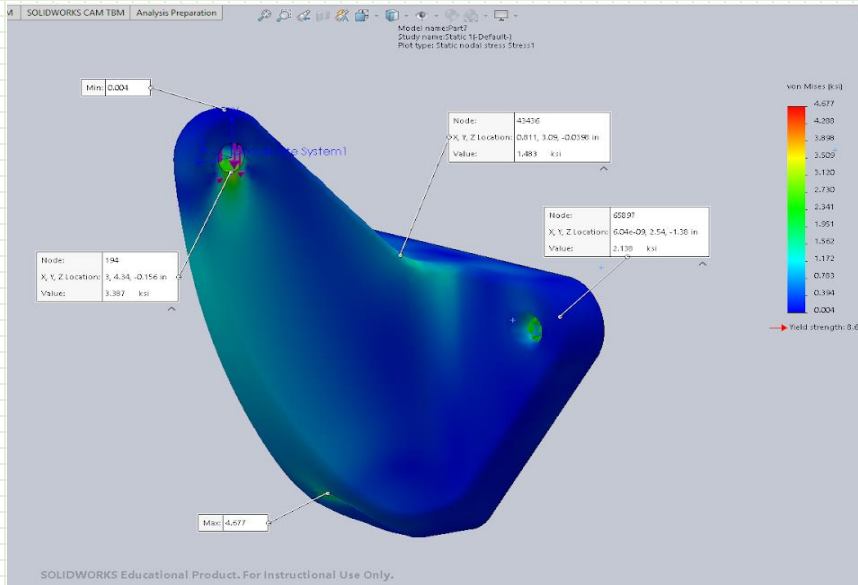 SOLIDWORKS CAM TBM
Analysis Preparation
Model name:Part7
Study name:Static 1(-Default-)
Plot type: Static nodal stress Stress1
Min: 0.004
von Mises (ksi)
4.677
4.288
3.898
3.509
3.120
2.730
2.341
1.951
1.562
1.172
0.783
0.394
0.004
Yield strength: 8.6
Node: 43436
X, Y, Z Location: 0.811, 3.09, -0.0398 in
Value: 1.483 ksi
System1
Node: 65897
X, Y, Z Location: 6.04e-09, 2.54, -1.38 in
Value: 2.138 ksi
Node: 194
X, Y, Z Location: 3, 4.34, -0.156 in
Value: 3.387 ksi
Max: 4.677
SOLIDWORKS Educational Product. For Instructional Use Only.